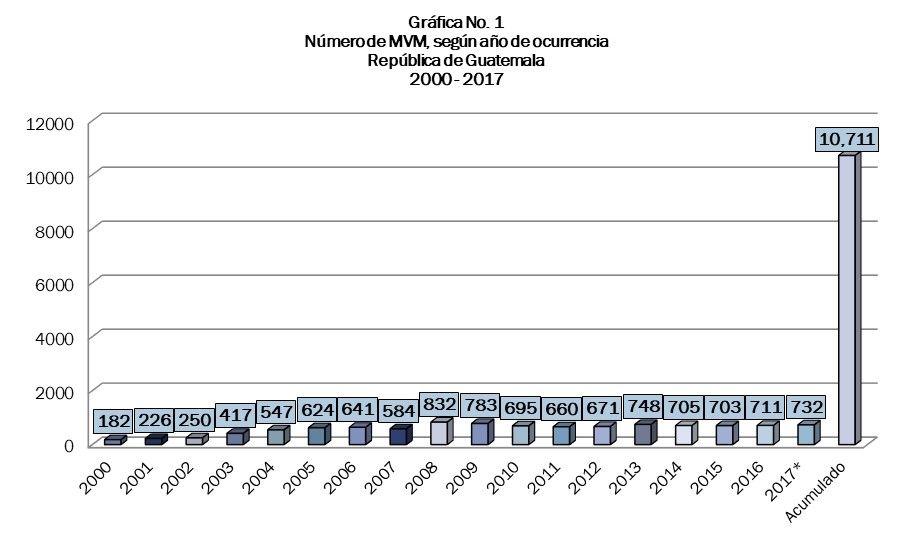 Gráfica No. 1
Número de MVM, según año de ocurrencia
República de Guatemala
2000 - 2017
12000
10000
8000
6000
4000
2000
0
182 226 250 417 547 624 641 584 832 783 695 660 671 748 705 703 711 732 10,711
2000 2001 2002 2003 2004 2005 2006 2007 2008 2009 2010 2011 2012 2013 2014 2015 2016 2017* Acumulado